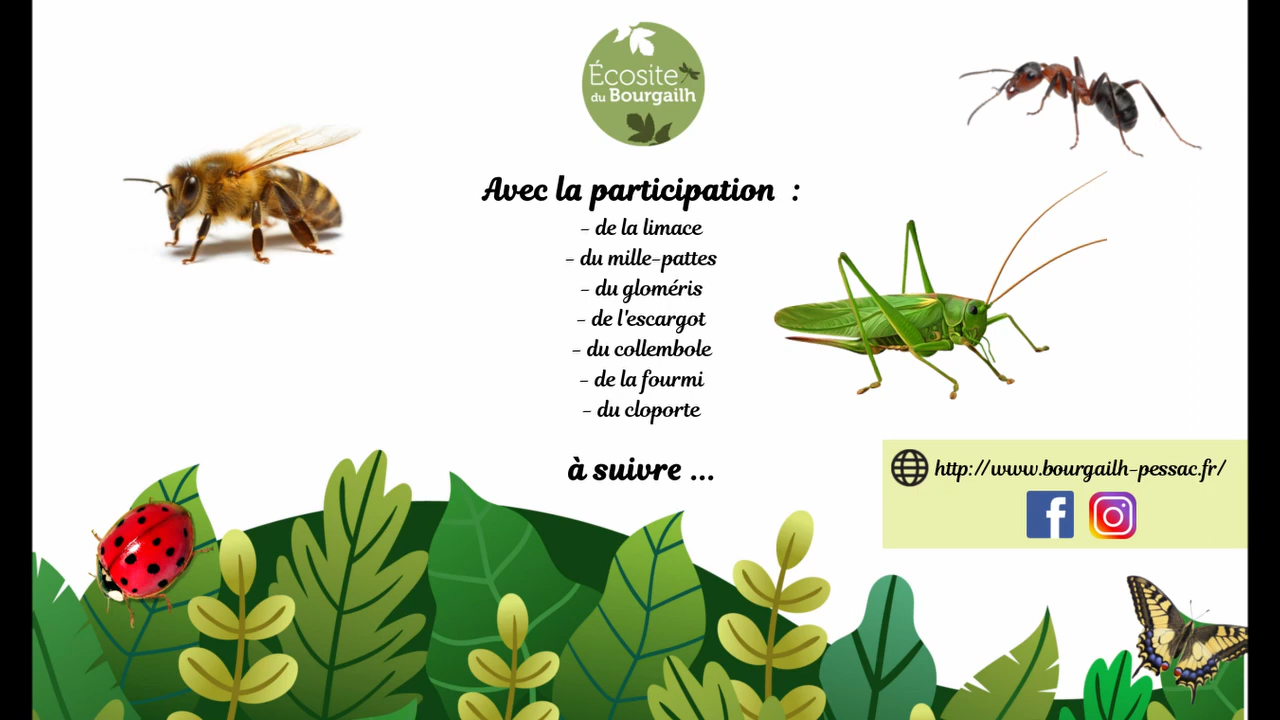 Écosite
du Bourgailh
Avec la participation :
- de la limace
- du mille-pattes
- du gloméris
- de l'escargot
- du collembole
- de la fourmi
- du cloporte
à suivre ...
http://www.bourgailh-pessac.fr/